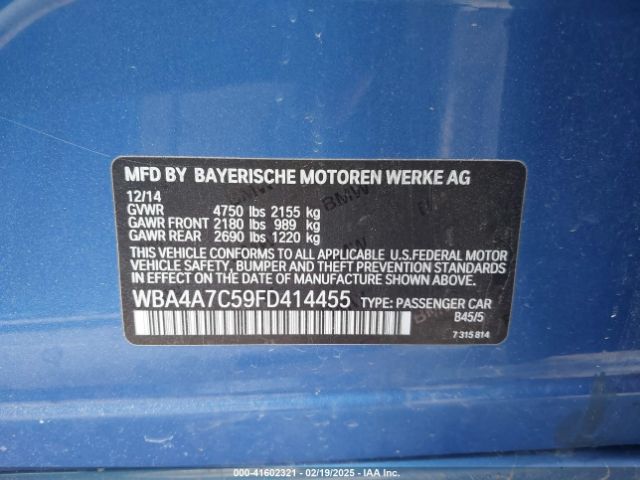 MFD BY BAYERISCHE MOTOREN WERKE AG
12/14
GVWR 4750 lbs 2155 kg
GAWR FRONT 2180 lbs 989 kg
GAWR REAR 2690 lbs 1220 kg
THIS VEHICLE CONFORMS TO ALL APPLICABLE U.S.FEDERAL MOTOR
VEHICLE SAFETY, BUMPER, AND THEFT PREVENTION STANDARDS
IN EFFECT ON THE DATE OF MANUFACTURE SHOWN ABOVE.
WBA4A7C59FD414455 TYPE: PASSENGER CAR
B45/5
7315814
000-41602321 - 02/19/2025 - IAA Inc.